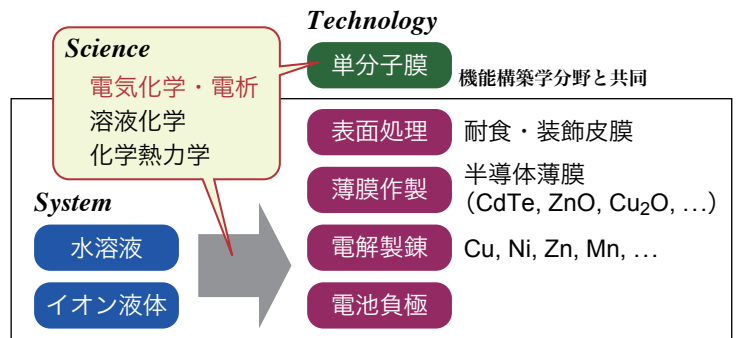 Technology
Science
電気化学・電析
溶液化学
化学熱力学
単分子膜
機能構築学分野と共同
表面処理 耐食・装飾皮膜
薄膜作製 半導体薄膜
(CdTe, ZnO, Cu₂O, …)
System
水溶液
イオン液体
電解製錬 Cu, Ni, Zn, Mn, …
電池負極